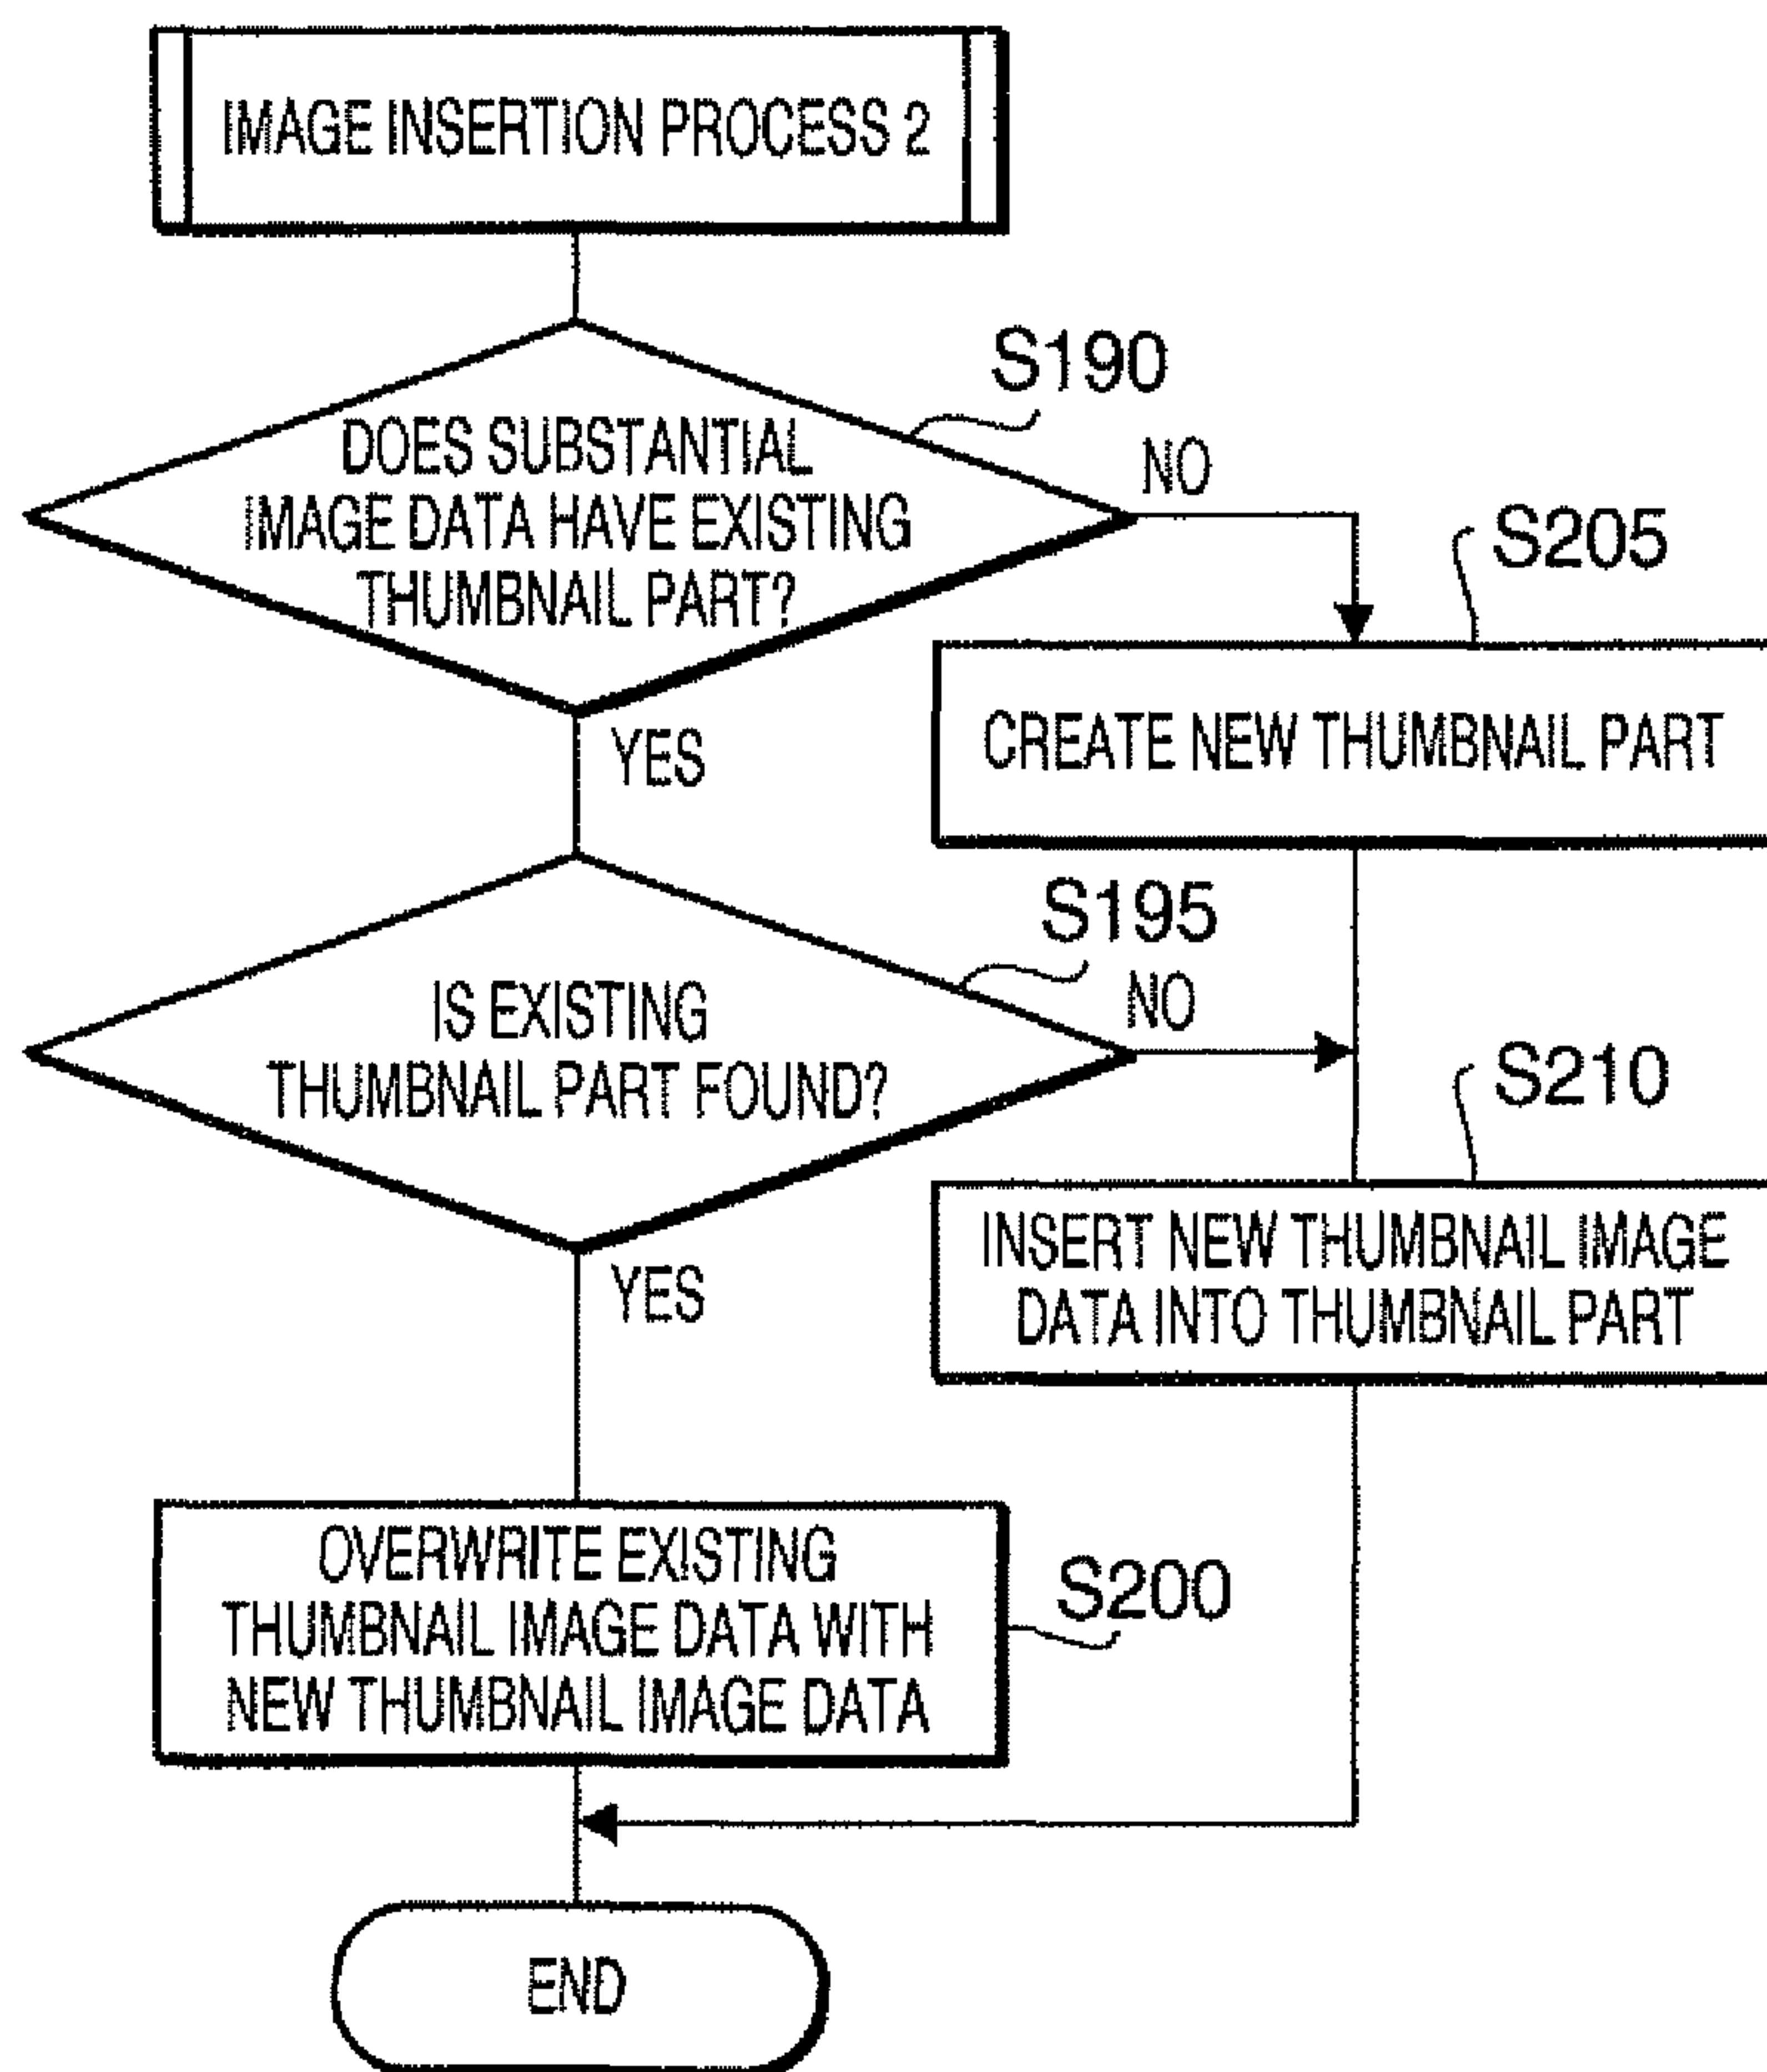 IMAGE INSERTION PROCESS 2
S190
DOES SUBSTANTIAL
IMAGE DATA HAVE EXISTING
THUMBNAIL PART?
NO
YES
S205
CREATE NEW THUMBNAIL PART
S195
IS EXISTING
THUMBNAIL PART FOUND?
NO
YES
S210
INSERT NEW THUMBNAIL IMAGE
DATA INTO THUMBNAIL PART
OVERWRITE EXISTING
THUMBNAIL IMAGE DATA WITH
NEW THUMBNAIL IMAGE DATA
S200
END